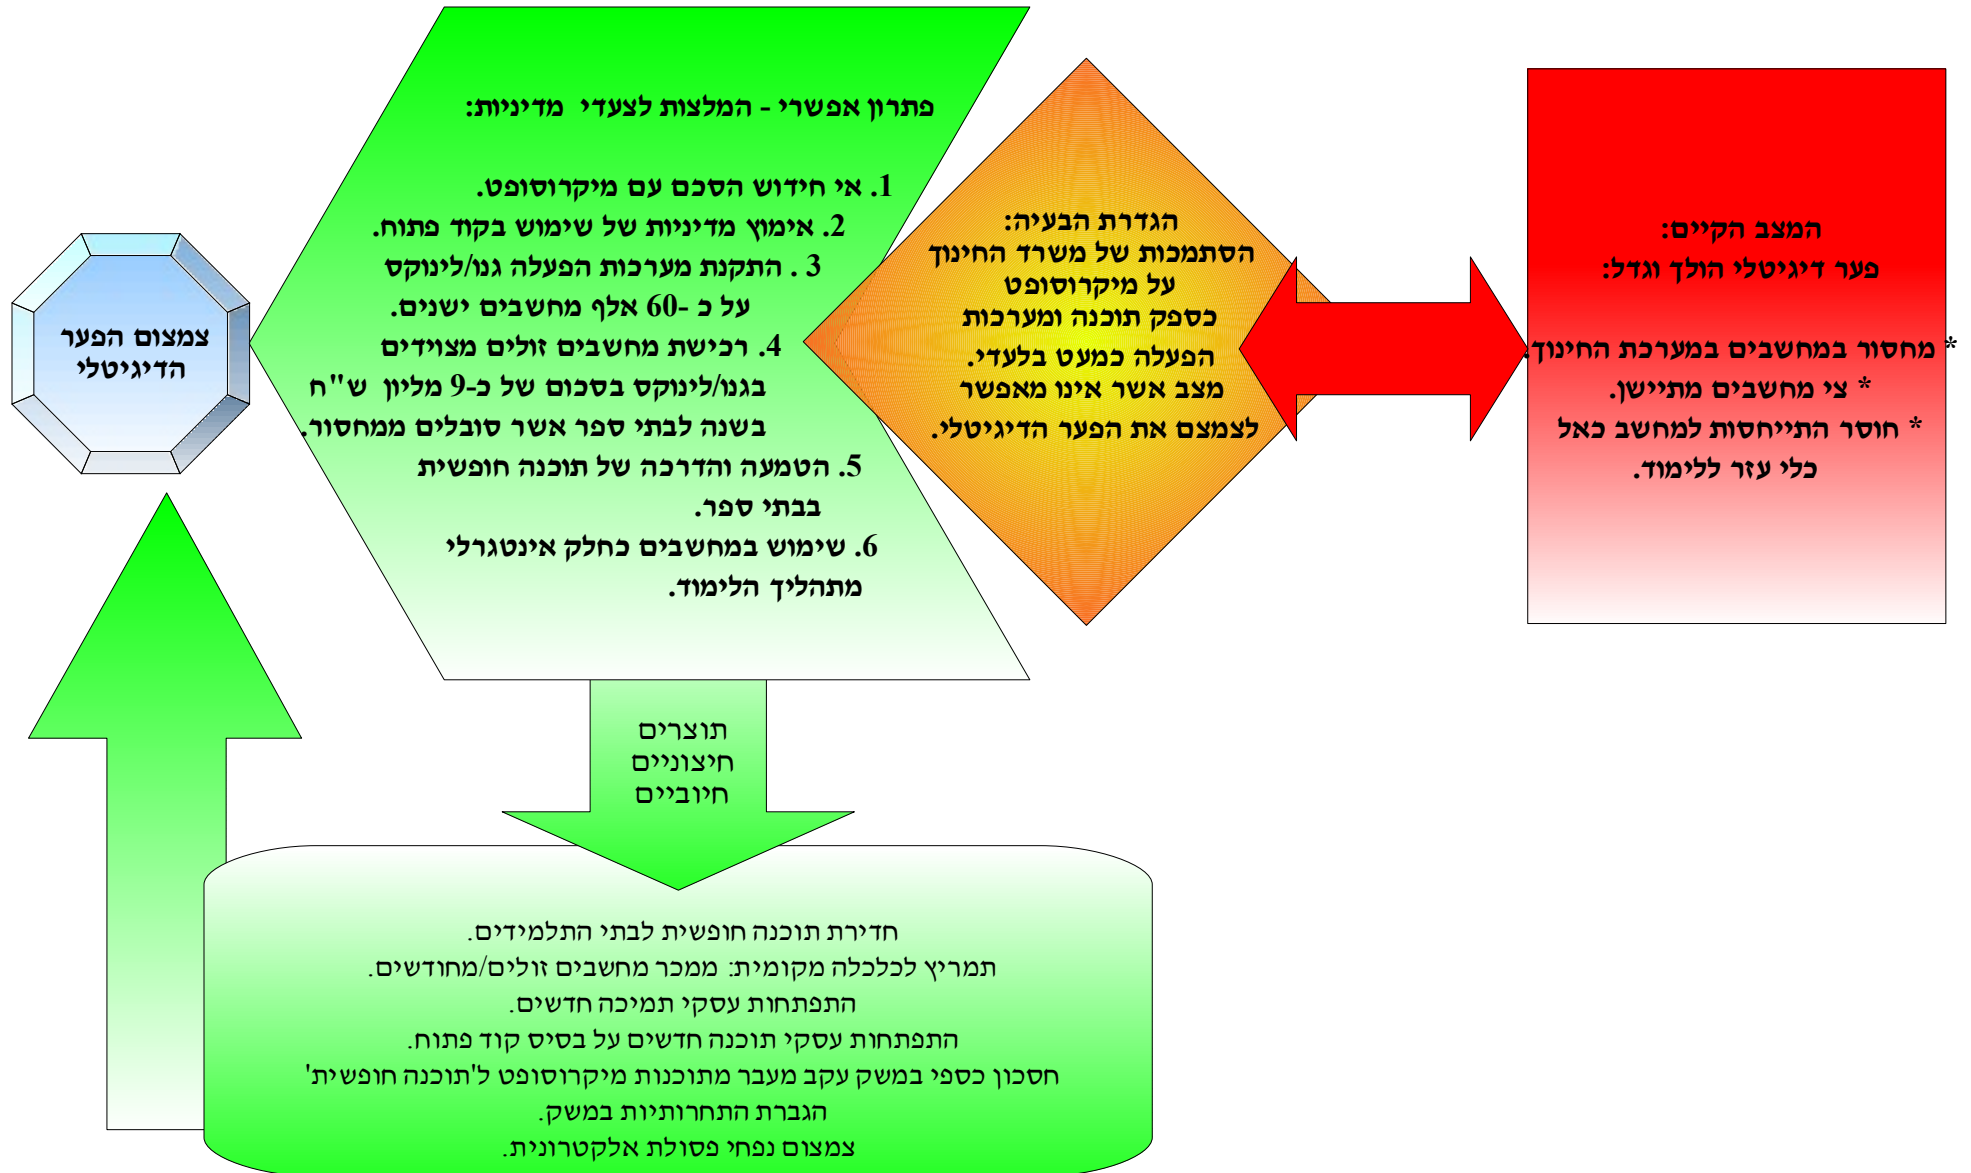 המצב הקיים:
פער דיגיטלי הולך וגדל:
* מחסור במחשבים במערכת החינוך.
* צי מחשבים מתיישן.
* חוסר התייחסות למחשב כאל
כלי עזר ללימוד.
הגדרת הבעיה:
הסתמכות של משרד החינוך
על מיקרוסופט
כספק תוכנה ומערכות
הפעלה כמעט בלעדי.
מצב אשר אינו מאפשר
לצמצם את הפער הדיגיטלי.
פתרון אפשרי - המלצות לצעדי מדיניות:
1. אי חידוש הסכם עם מיקרוסופט.
2. אימוץ מדיניות של שימוש בקוד פתוח.
3 . התקנת מערכות הפעלה גנו/לינוקס
על כ -60 אלף מחשבים ישנים.
4. רכישת מחשבים זולים מצוידים
בגנו/לינוקס בסכום של כ-9 מליון ש"ח
בשנה לבתי ספר אשר סובלים ממחסור.
5. הטמעה והדרכה של תוכנה חופשית
בבתי ספר.
6. שימוש במחשבים כחלק אינטגרלי
מתהליך הלימוד.
צמצום הפער
הדיגיטלי
תוצרים
חיצוניים
חיוביים
חדירת תוכנה חופשית לבתי התלמידים.
תמריץ לכלכלה מקומית: ממכר מחשבים זולים/מחודשים.
התפתחות עסקי תמיכה חדשים.
התפתחות עסקי תוכנה חדשים על בסיס קוד פתוח.
חסכון כספי במשק עקב מעבר מתוכנות מיקרוסופט ל'תוכנה חופשית'
הגברת התחרותיות במשק.
צמצום נפחי פסולת אלקטרונית.